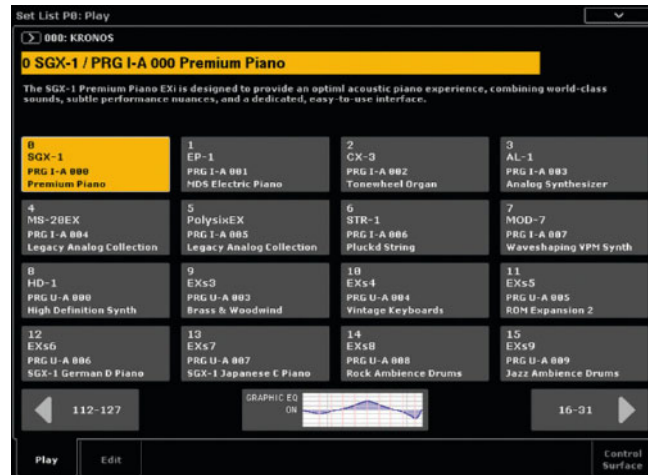 Set List P0: Play
000: KRONOS
0 SGX-1 / PRG I-A 000 Premium Piano
The SGX-1 Premium Piano EXi is designed to provide an optiml acoustic piano experience, combining world-class
sounds, subtle performance nuances, and a dedicated, easy-to-use interface.
0
SGX-1
PRG I-A 000
Premium Piano
1
EP-1
PRG I-A 001
MDS Electric Piano
2
CX-3
PRG I-A 002
Tonewheel Organ
3
AL-1
PRG I-A 003
Analog Synthesizer
4
MS-20EX
PRG I-A 004
Legacy Analog Collection
5
PolysixEX
PRG I-A 005
Legacy Analog Collection
6
STR-1
PRG I-A 006
Pluckd String
7
MOD-7
PRG I-A 007
Waveshaping VPM Synth
8
HD-1
PRG U-A 000
High Definition Synth
9
EXs3
PRG U-A 003
Brass & Woodwind
10
EXs4
PRG U-A 004
Vintage Keyboards
11
EXs5
PRG U-A 005
ROM Expansion 2
12
EXs6
PRG U-A 006
SGX-1 German D Piano
13
EXs7
PRG U-A 007
SGX-1 Japanese C Piano
14
EXs8
PRG U-A 008
Rock Ambience Drums
15
EXs9
PRG U-A 009
Jazz Ambience Drums
112-127
GRAPHIC EQ
ON
16-31
Play
Edit
Control
Surface